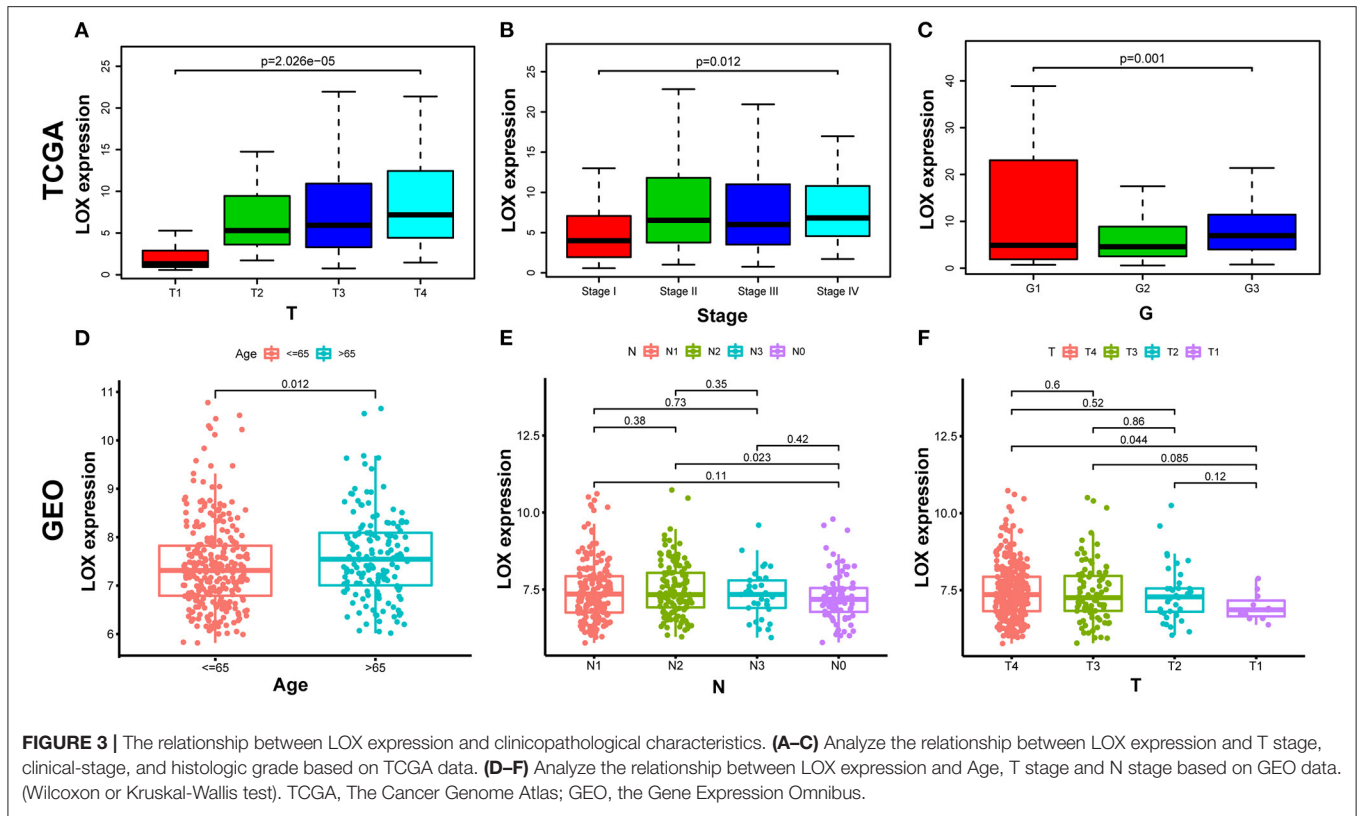 A
p=2.026e−05
LOX expression
0 5 10 15 20 25
T1 T2 T3 T4
T
B
p=0.012
LOX expression
0 5 10 15 20 25
Stage I Stage II Stage III Stage IV
Stage
C
p=0.001
LOX expression
0 10 20 30 40
G1 G2 G3
G
TCGA
D
Age <=65 >65
0.012
LOX expression
11
10
9
8
7
6
<=65 >65
Age
E
N N1 N2 N3 N0
0.35
0.73
0.38
0.42
0.023
0.11
LOX expression
12.5
10.0
7.5
N1 N2 N3 N0
N
F
T T4 T3 T2 T1
0.6
0.52
0.86
0.044
0.085
0.12
LOX expression
12.5
10.0
7.5
T4 T3 T2 T1
T
GEO
FIGURE 3 | The relationship between LOX expression and clinicopathological characteristics. (A–C) Analyze the relationship between LOX expression and T stage,
clinical-stage, and histologic grade based on TCGA data. (D–F) Analyze the relationship between LOX expression and Age, T stage and N stage based on GEO data.
(Wilcoxon or Kruskal-Wallis test). TCGA, The Cancer Genome Atlas; GEO, the Gene Expression Omnibus.